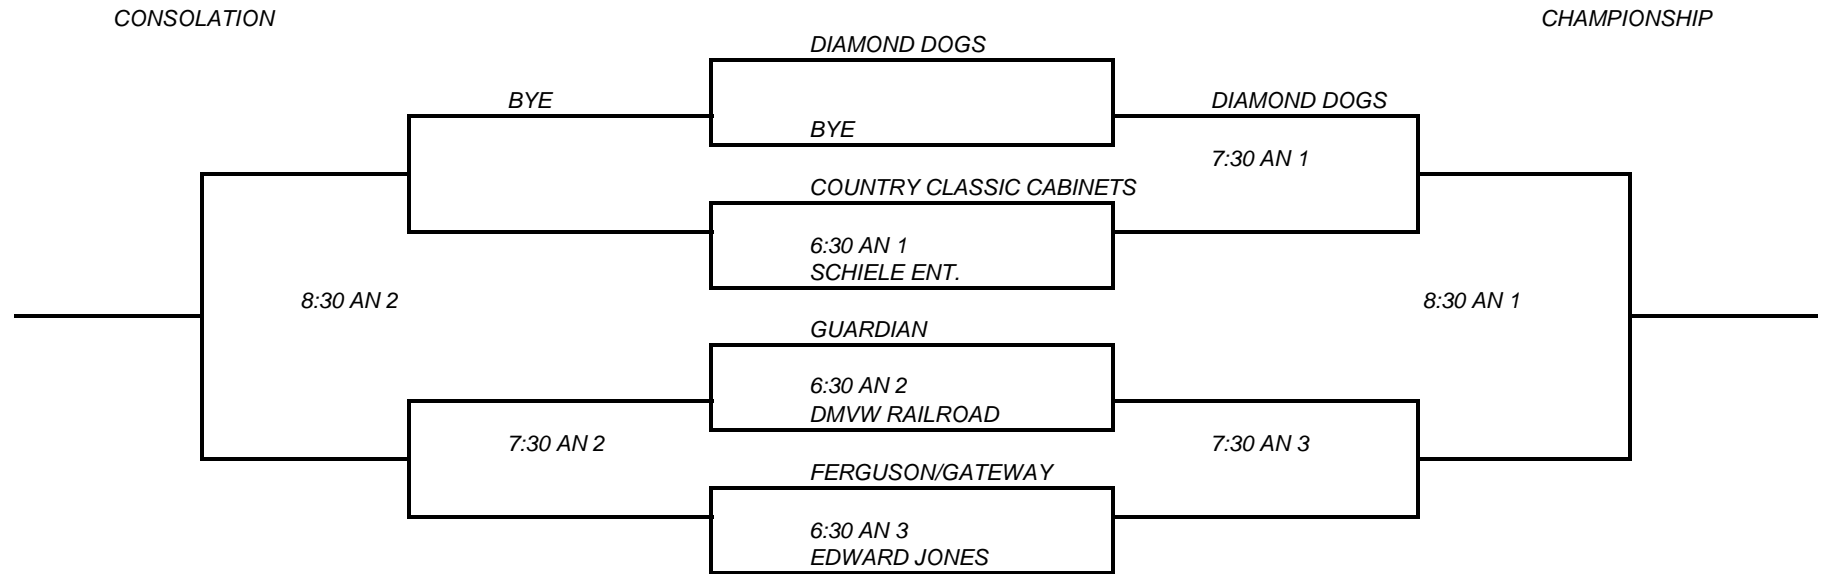 CONSOLATION
CHAMPIONSHIP
DIAMOND DOGS
BYE
DIAMOND DOGS
BYE
7:30 AN 1
COUNTRY CLASSIC CABINETS
6:30 AN 1
SCHIELE ENT.
8:30 AN 2
8:30 AN 1
GUARDIAN
6:30 AN 2
DMVW RAILROAD
7:30 AN 2
7:30 AN 3
FERGUSON/GATEWAY
6:30 AN 3
EDWARD JONES